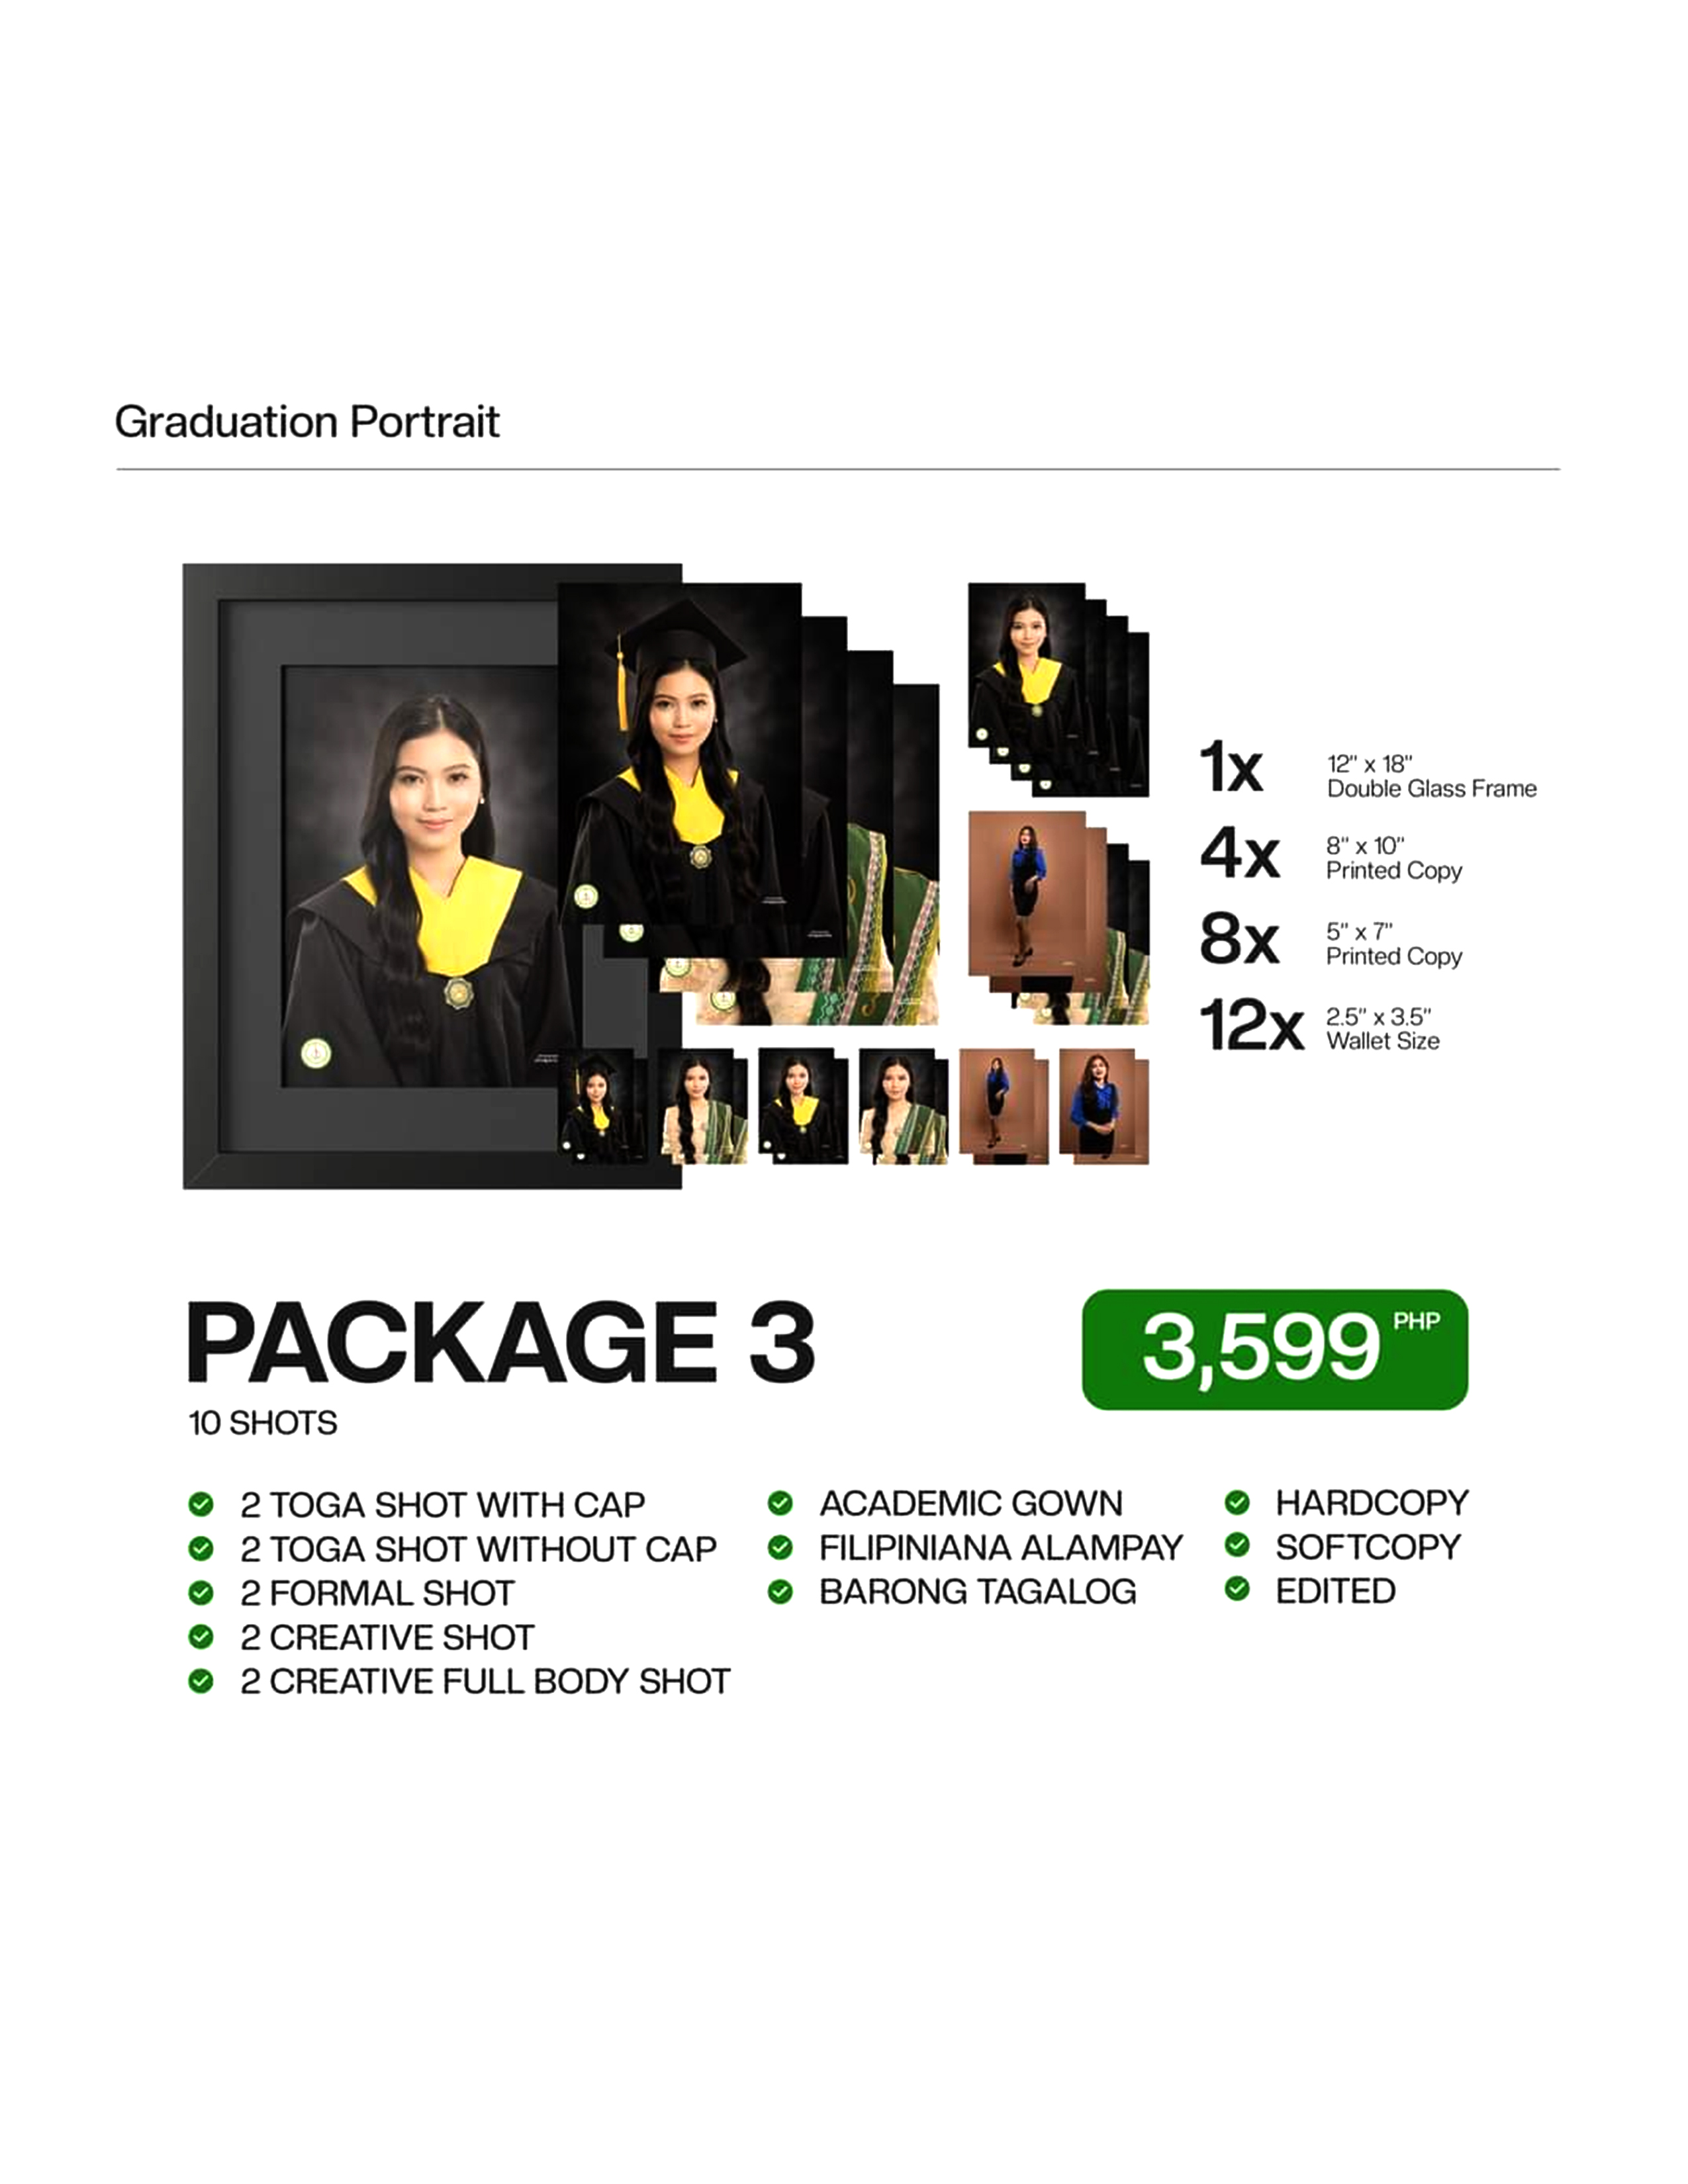 Graduation Portrait
1x
12" x 18"
Double Glass Frame
4x
8" x 10"
Printed Copy
8x
5" x 7"
Printed Copy
12x
2.5" x 3.5"
Wallet Size
PACKAGE 3
3,599 PHP
10 SHOTS
2 TOGA SHOT WITH CAP
2 TOGA SHOT WITHOUT CAP
2 FORMAL SHOT
2 CREATIVE SHOT
2 CREATIVE FULL BODY SHOT
ACADEMIC GOWN
FILIPINIANA ALAMPAY
BARONG TAGALOG
HARDCOPY
SOFTCOPY
EDITED